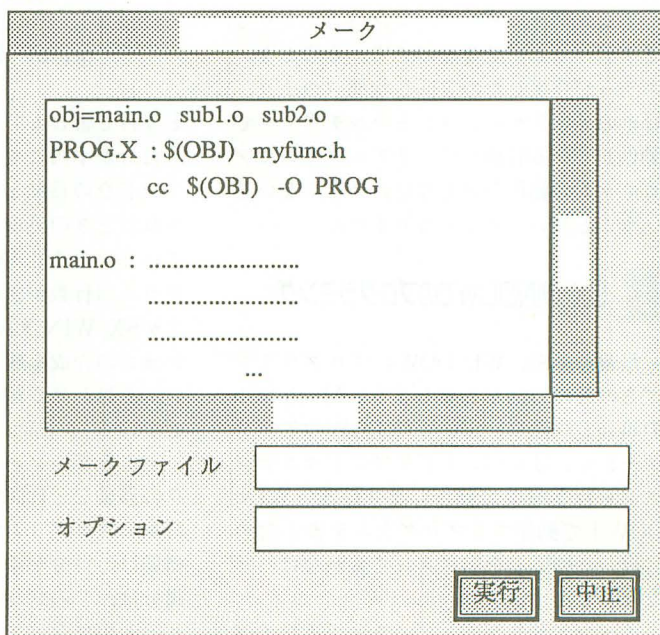 メーク
obj=main.o sub1.o sub2.o
PROG.X : $(OBJ) myfunc.h
cc $(OBJ) -O PROG
main.o : ...........................
...........................
...........................
...
メークファイル
オプション
実行 中止